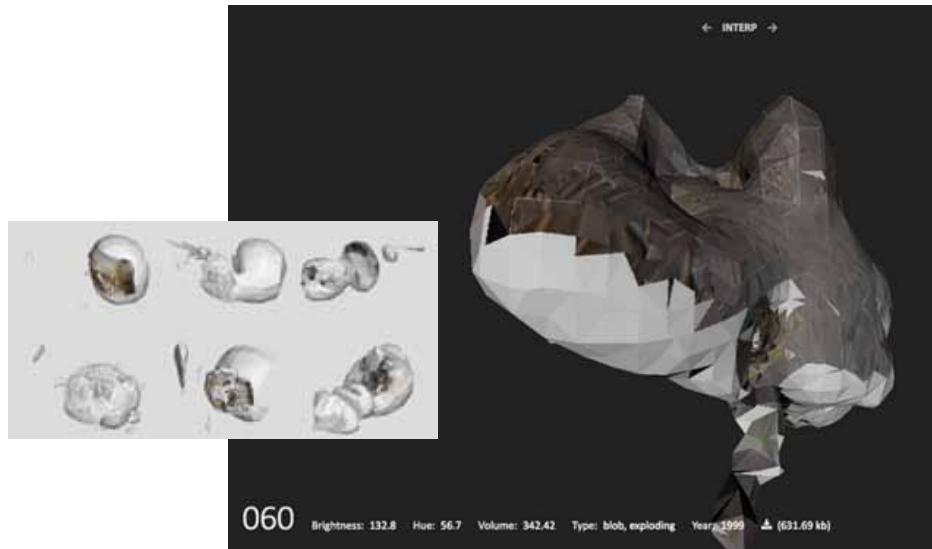 ← INTERP →
060 Brightness: 132.8 Hue: 56.7 Volume: 342.42 Type: blob, exploding Year: 1999 (631.69 kb)